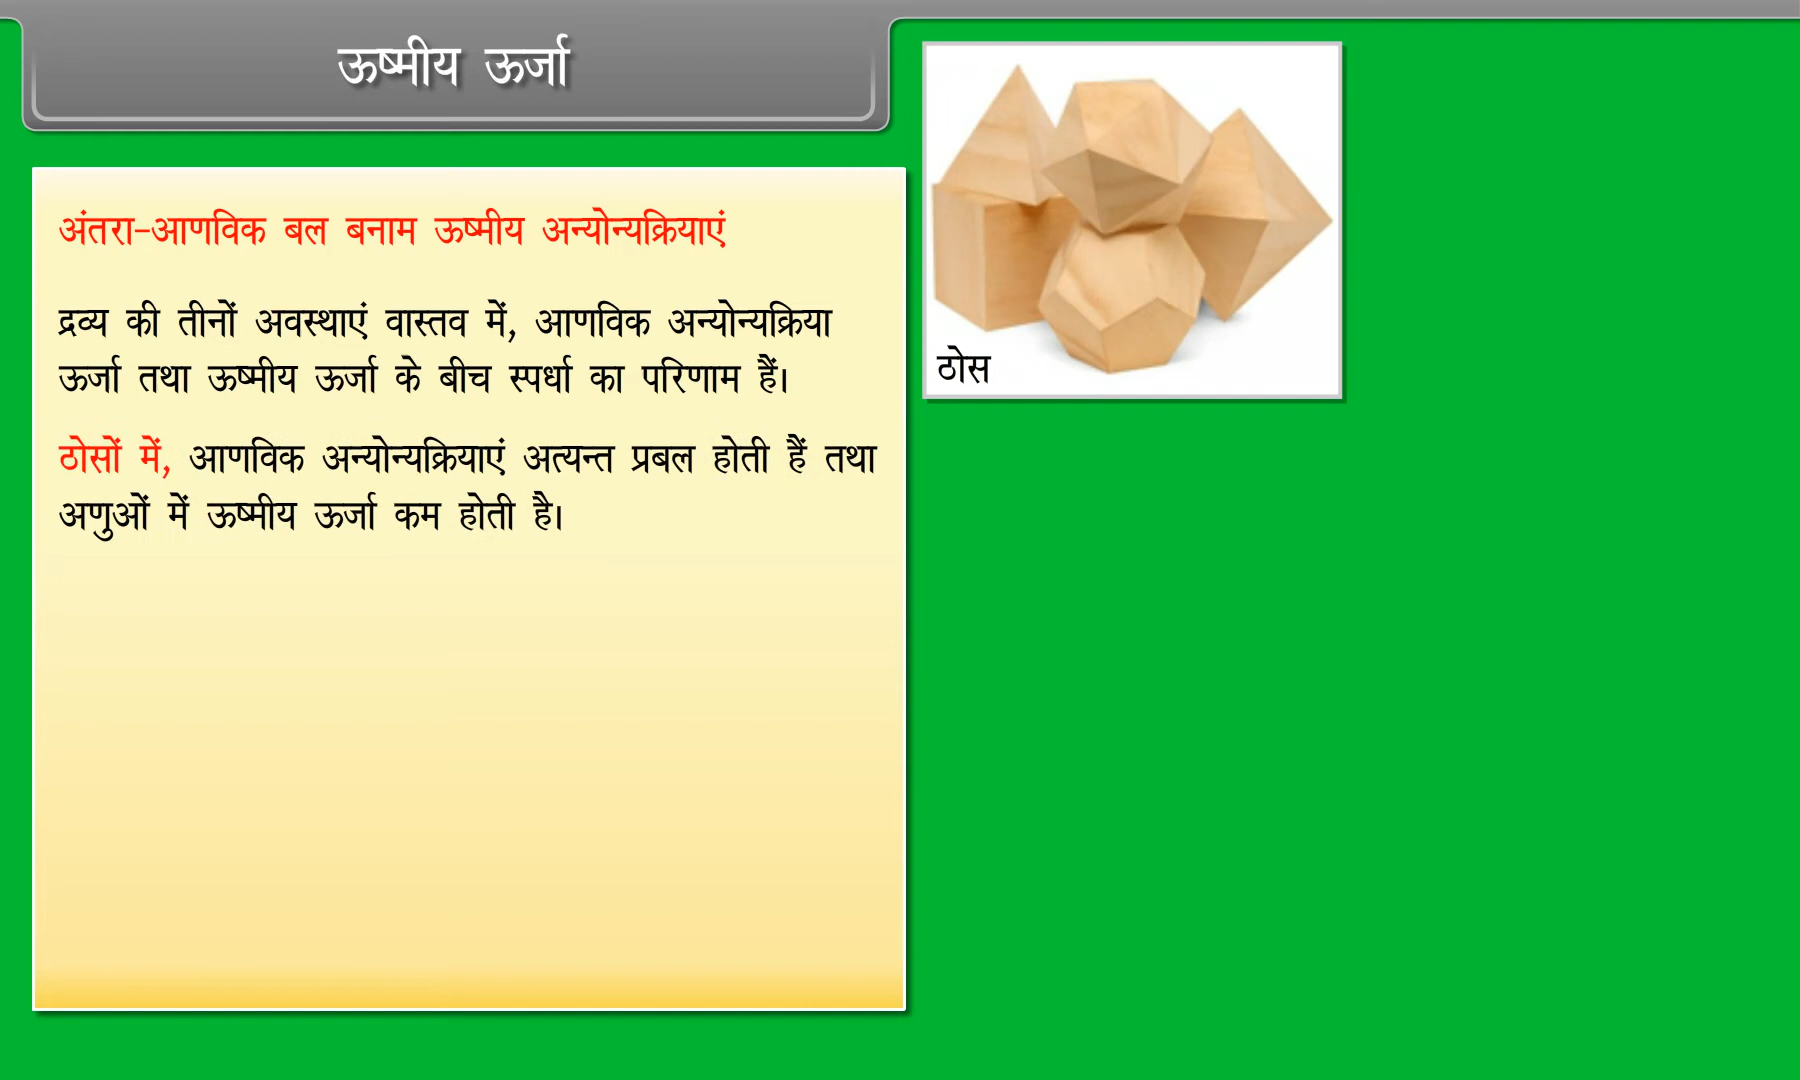 ऊष्मीय ऊर्जा
अंतरा-आणविक बल बनाम ऊष्मीय अन्योन्यक्रियाएं
द्रव्य की तीनों अवस्थाएं वास्तव में, आणविक अन्योन्यक्रिया
ऊर्जा तथा ऊष्मीय ऊर्जा के बीच स्पर्धा का परिणाम हैं।
ठोसों में, आणविक अन्योन्यक्रियाएं अत्यन्त प्रबल होती हैं तथा
अणुओं में ऊष्मीय ऊर्जा कम होती है।
ठोस